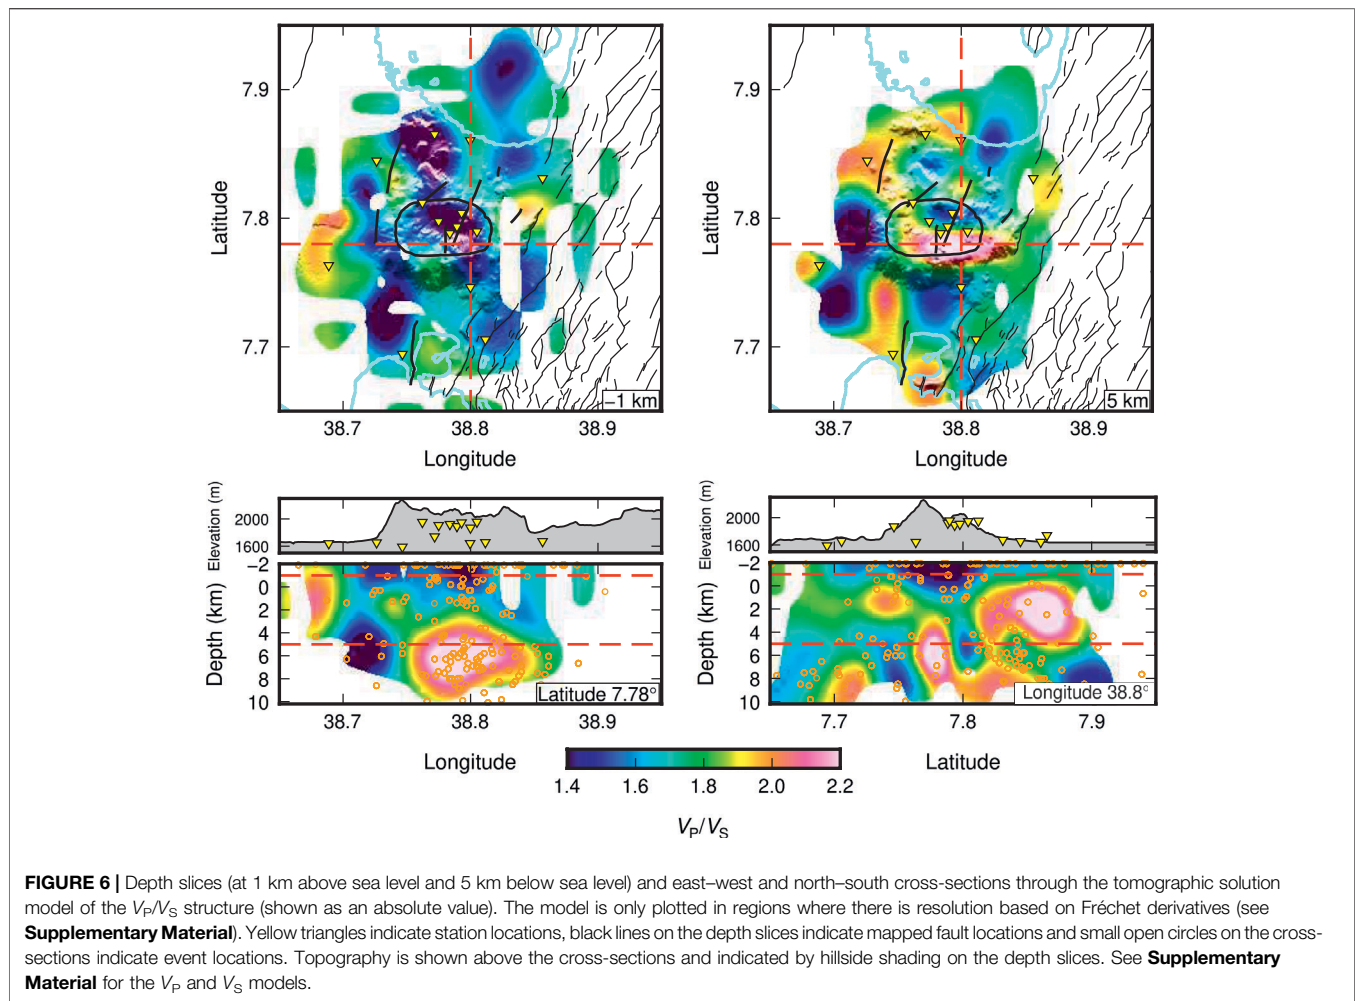 7.9
7.8
7.7
Latitude
–1 km
38.7 38.8 38.9
Longitude
7.9
7.8
7.7
Latitude
5 km
38.7 38.8 38.9
Longitude
Elevation (m)
2000
1600
Depth (km)
–2
0
2
4
6
8
10
Latitude 7.78°
38.7 38.8 38.9
Longitude
Elevation (m)
2000
1600
Depth (km)
–2
0
2
4
6
8
10
Longitude 38.8°
7.7 7.8 7.9
Latitude
1.4 1.6 1.8 2.0 2.2
VP/VS
FIGURE 6 | Depth slices (at 1 km above sea level and 5 km below sea level) and east–west and north–south cross-sections through the tomographic solution
model of the VP/VS structure (shown as an absolute value). The model is only plotted in regions where there is resolution based on Fréchet derivatives (see
Supplementary Material). Yellow triangles indicate station locations, black lines on the depth slices indicate mapped fault locations and small open circles on the cross-
sections indicate event locations. Topography is shown above the cross-sections and indicated by hillside shading on the depth slices. See Supplementary
Material for the VP and VS models.